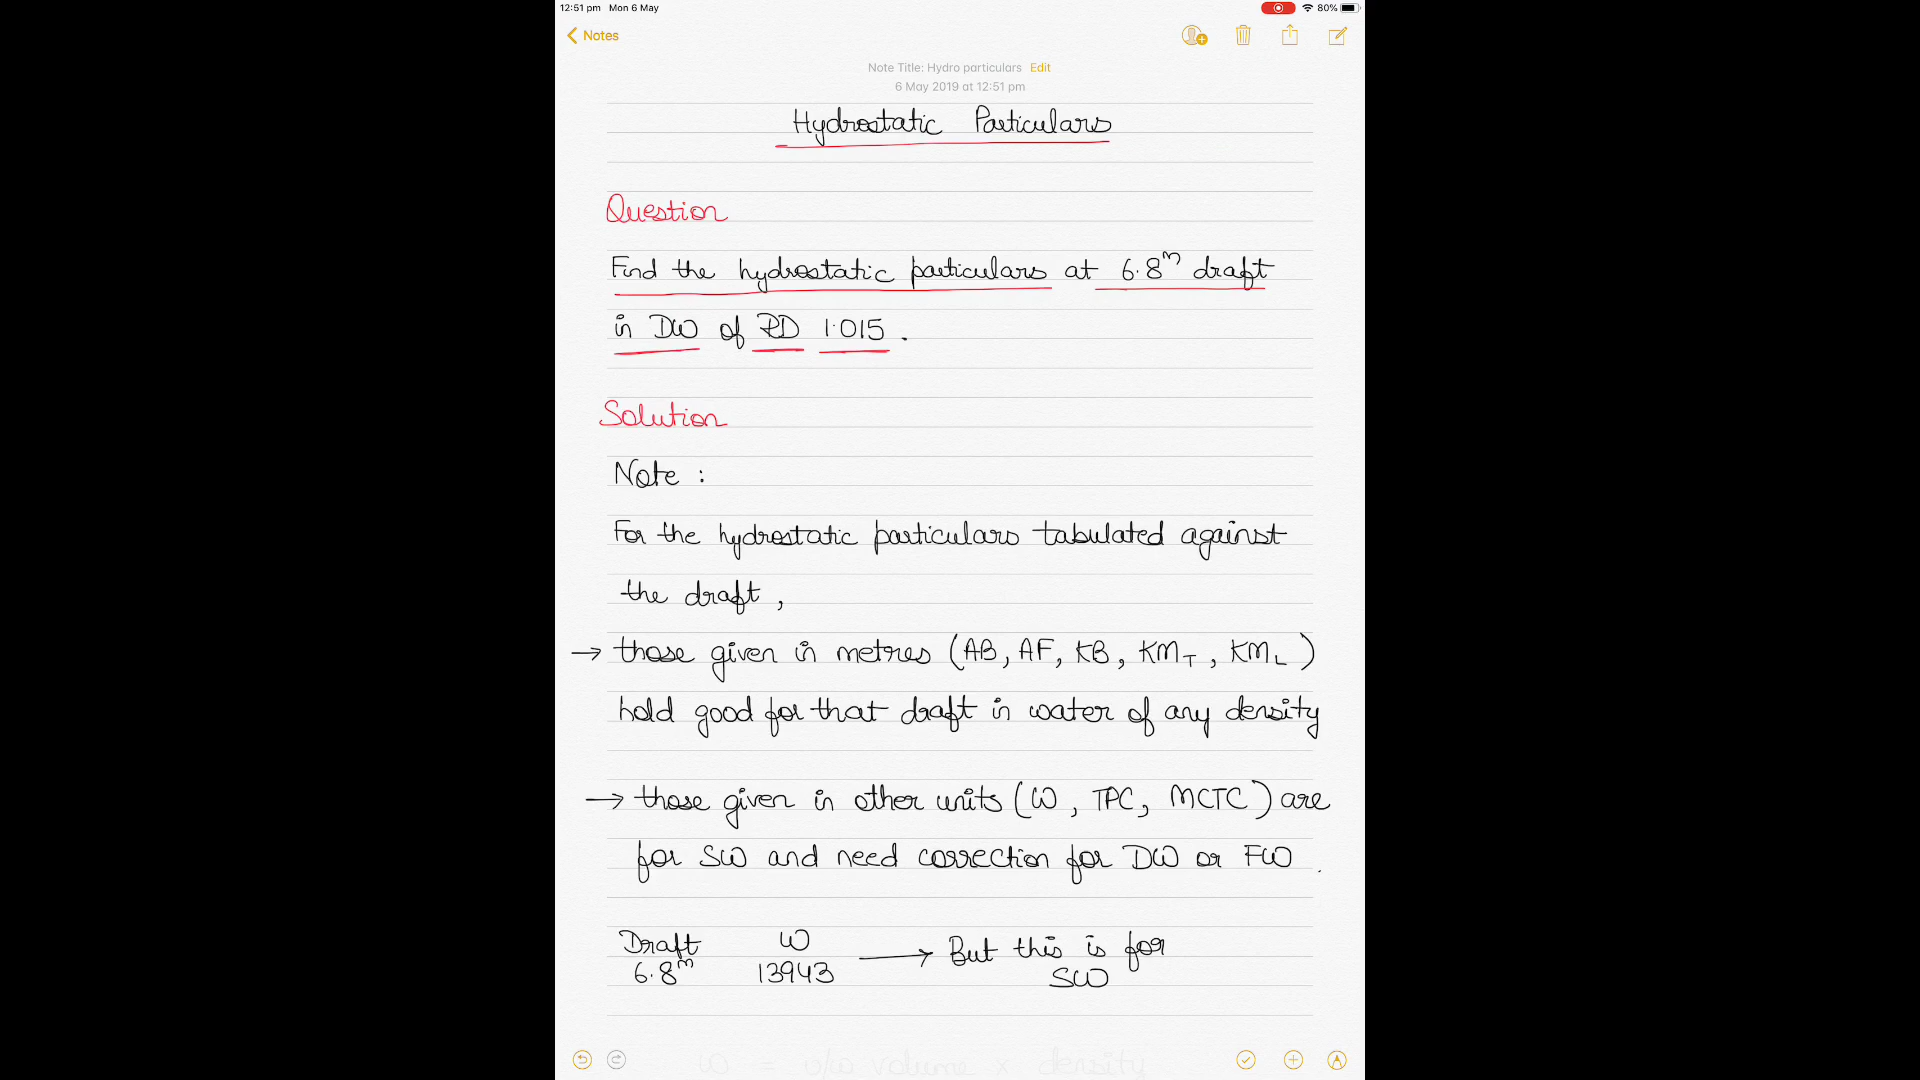 12:51 pm Mon 6 May
80%
Notes
Note Title: Hydro particulars Edit
6 May 2019 at 12:51 pm
Hydrostatic Particulars
Question
Find the hydrostatic particulars at 6.8m draft
in DW of RD 1.015 .
Solution
Note :
For the hydrostatic particulars tabulated against
the draft ,
→ those given in metres (AB, AF, KB, KMT, KML)
hold good for that draft in water of any density
→ those given in other units (W, TPC, MCTC) are
for SW and need correction for DW or FW .
Draft W → But this is for
6.8m 13943 SW
W = u/w volume x density